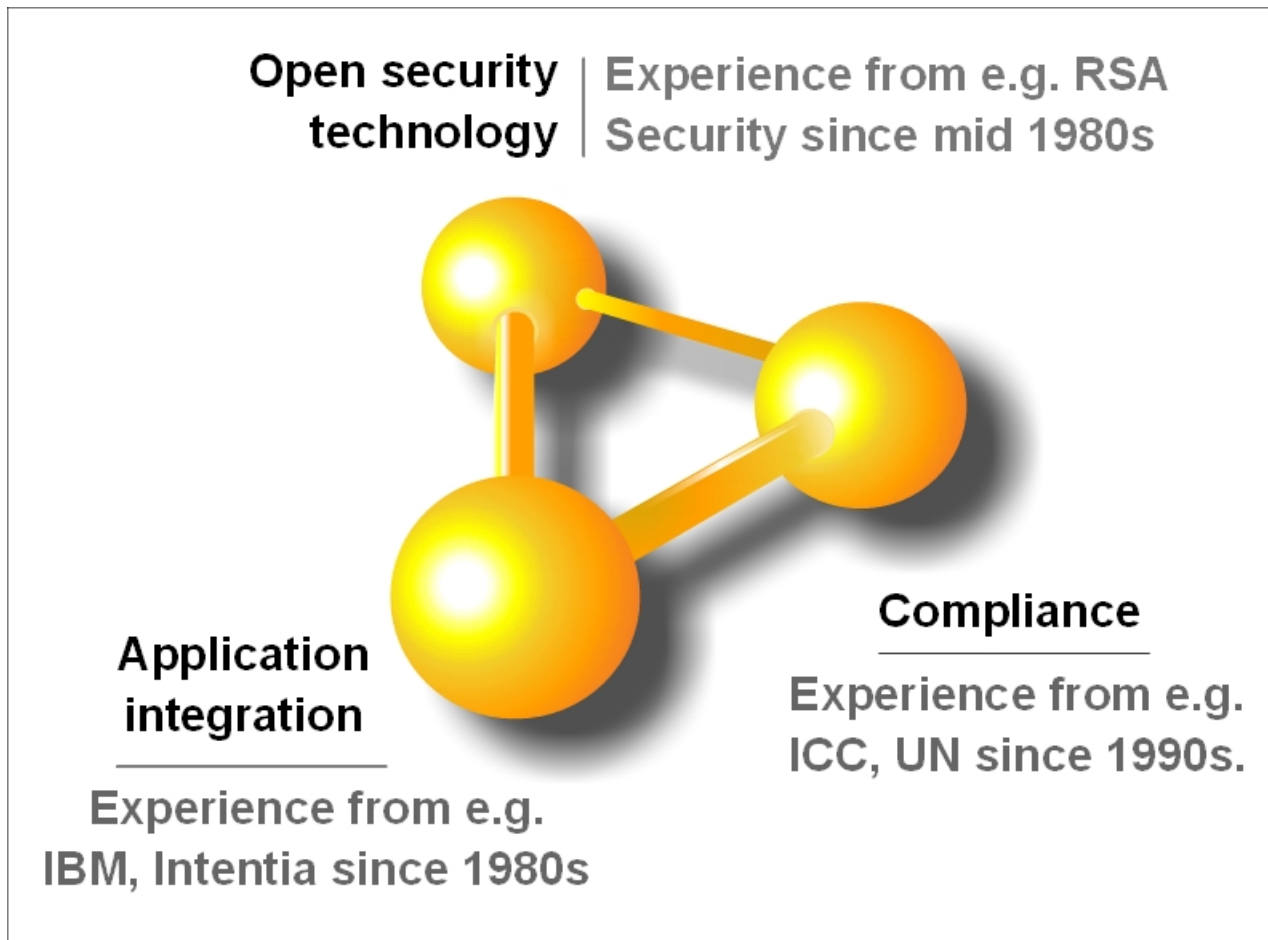 Open security
technology
Experience from e.g. RSA
Security since mid 1980s
Application
integration
Experience from e.g.
IBM, Intentia since 1980s
Compliance
Experience from e.g.
ICC, UN since 1990s.